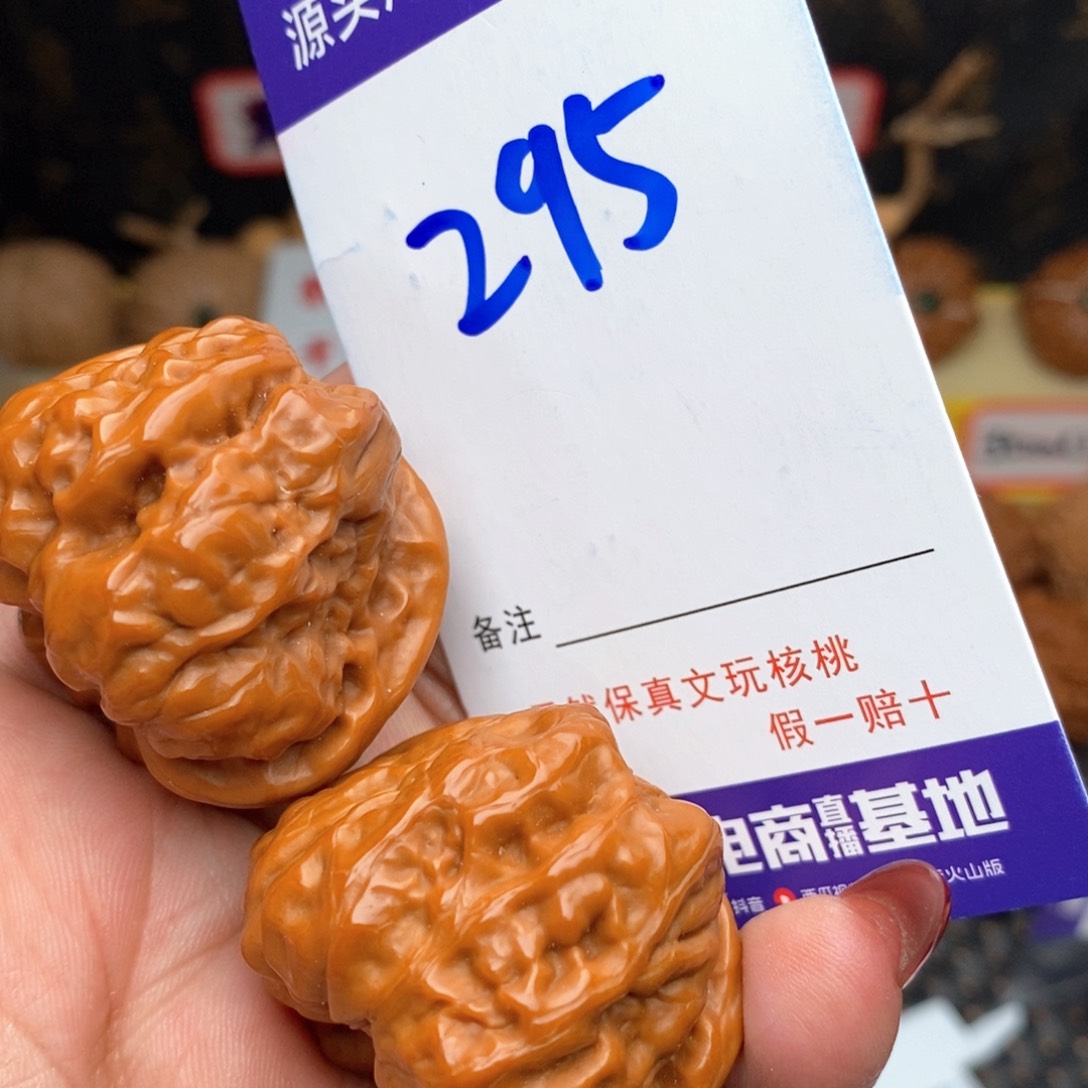 源头
295
备注
保真文玩核桃
假一赔十
电商直播基地
抖音 火山版